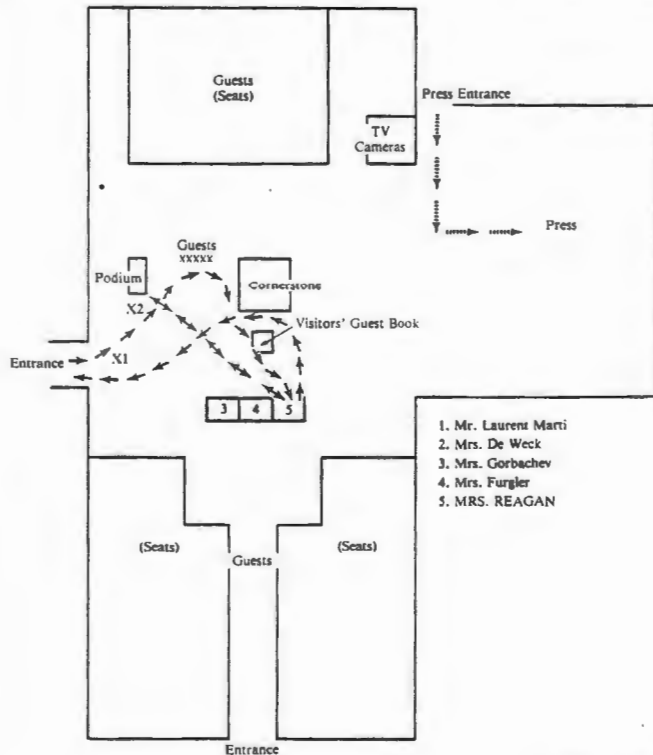 Guests
(Seats)
Press Entrance
TV
Cameras
Press
Guests
xxxxx
Podium
Cornerstone
X2
Visitors' Guest Book
X1
Entrance
3 4 5
1. Mr. Laurent Marti
2. Mrs. De Weck
3. Mrs. Gorbachev
4. Mrs. Furgler
5. MRS. REAGAN
(Seats)
(Seats)
Guests
Entrance